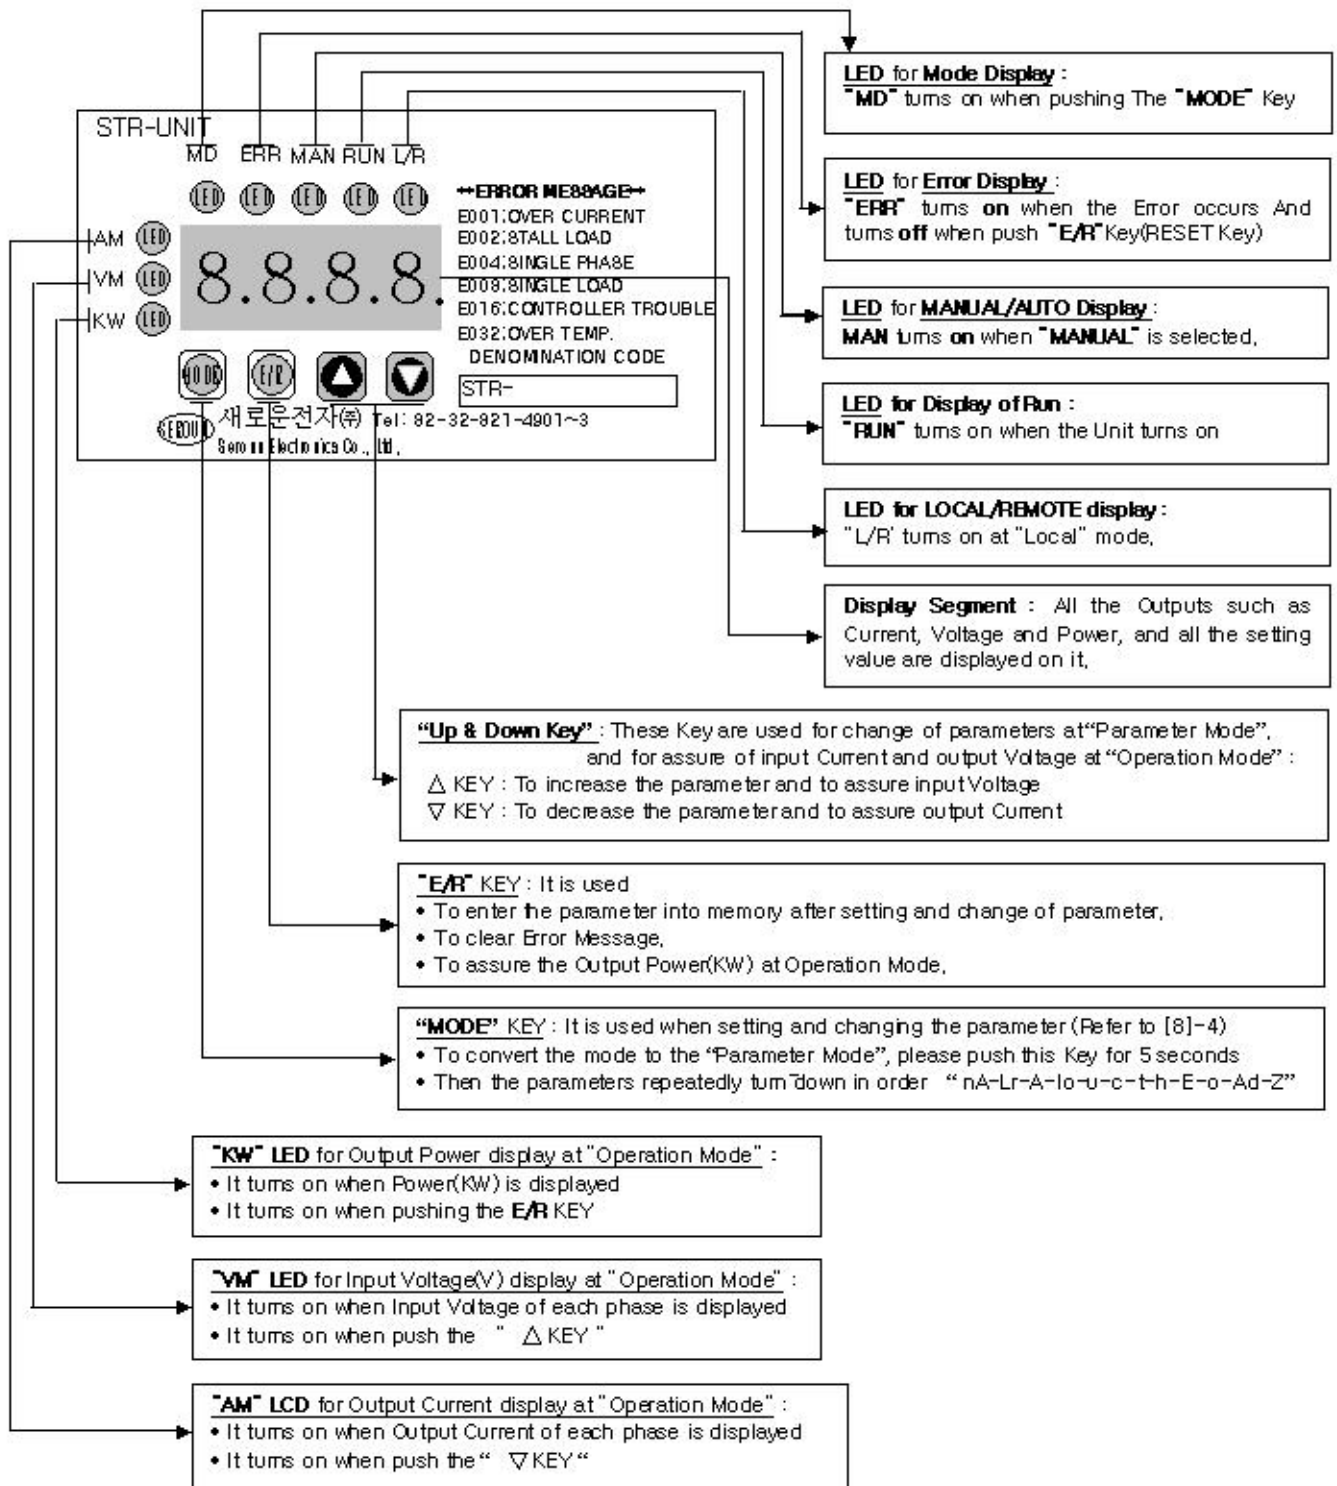 LED for Mode Display :
"MD" turns on when pushing The "MODE" Key
STR-UNIT
MD ERR MAN RUN L/R
LED LED LED LED LED
AM LED
VM LED
KW LED
8.8.8.8.
**ERROR MESSAGE**
E001:OVER CURRENT
E002:STALL LOAD
E004:SINGLE PHASE
E008:SINGLE LOAD
E016:CONTROLLER TROUBLE
E032:OVER TEMP.
DENOMINATION CODE
STR-
MODE E/R
SEROUN 새로운전자㈜ Tel: 82-32-821-4901~3
Seroun Electronics Co., Ltd,
LED for Error Display :
"ERR" turns on when the Error occurs And
turns off when push "E/R"Key(RESET Key)
LED for MANUAL/AUTO Display :
MAN turns on when "MANUAL" is selected,
LED for Display of Run :
"RUN" turns on when the Unit turns on
LED for LOCAL/REMOTE display :
"L/R' turns on at "Local" mode,
Display Segment : All the Outputs such as
Current, Voltage and Power, and all the setting
value are displayed on it,
“Up & Down Key” : These Key are used for change of parameters at “Parameter Mode”,
and for assure of input Current and output Voltage at “Operation Mode” :
△ KEY : To increase the parameter and to assure input Voltage
▽ KEY : To decrease the parameter and to assure output Current
"E/R" KEY : It is used
• To enter the parameter into memory after setting and change of parameter,
• To clear Error Message,
• To assure the Output Power(KW) at Operation Mode,
“MODE” KEY : It is used when setting and changing the parameter (Refer to [8]-4)
• To convert the mode to the “Parameter Mode”, please push this Key for 5 seconds
• Then the parameters repeatedly turn down in order “ nA-Lr-A-Io-u-c-t-h-E-o-Ad-Z”
"KW" LED for Output Power display at "Operation Mode" :
• It turns on when Power(KW) is displayed
• It turns on when pushing the E/R KEY
"VM" LED for Input Voltage(V) display at "Operation Mode" :
• It turns on when Input Voltage of each phase is displayed
• It turns on when push the " △ KEY "
"AM" LCD for Output Current display at "Operation Mode" :
• It turns on when Output Current of each phase is displayed
• It turns on when push the “ ▽ KEY “